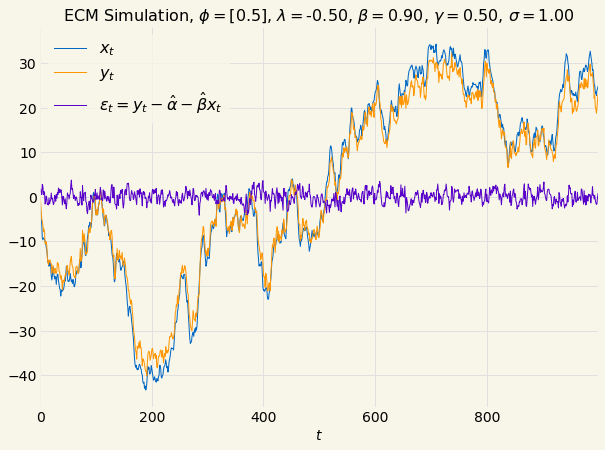 ECM Simulation, ϕ = [0.5], λ = -0.50, β = 0.90, γ = 0.50, σ = 1.00
x_t
y_t
ε_t = y_t − α̂ − β̂x_t
30
20
10
0
−10
−20
−30
−40
0 200 400 600 800
t